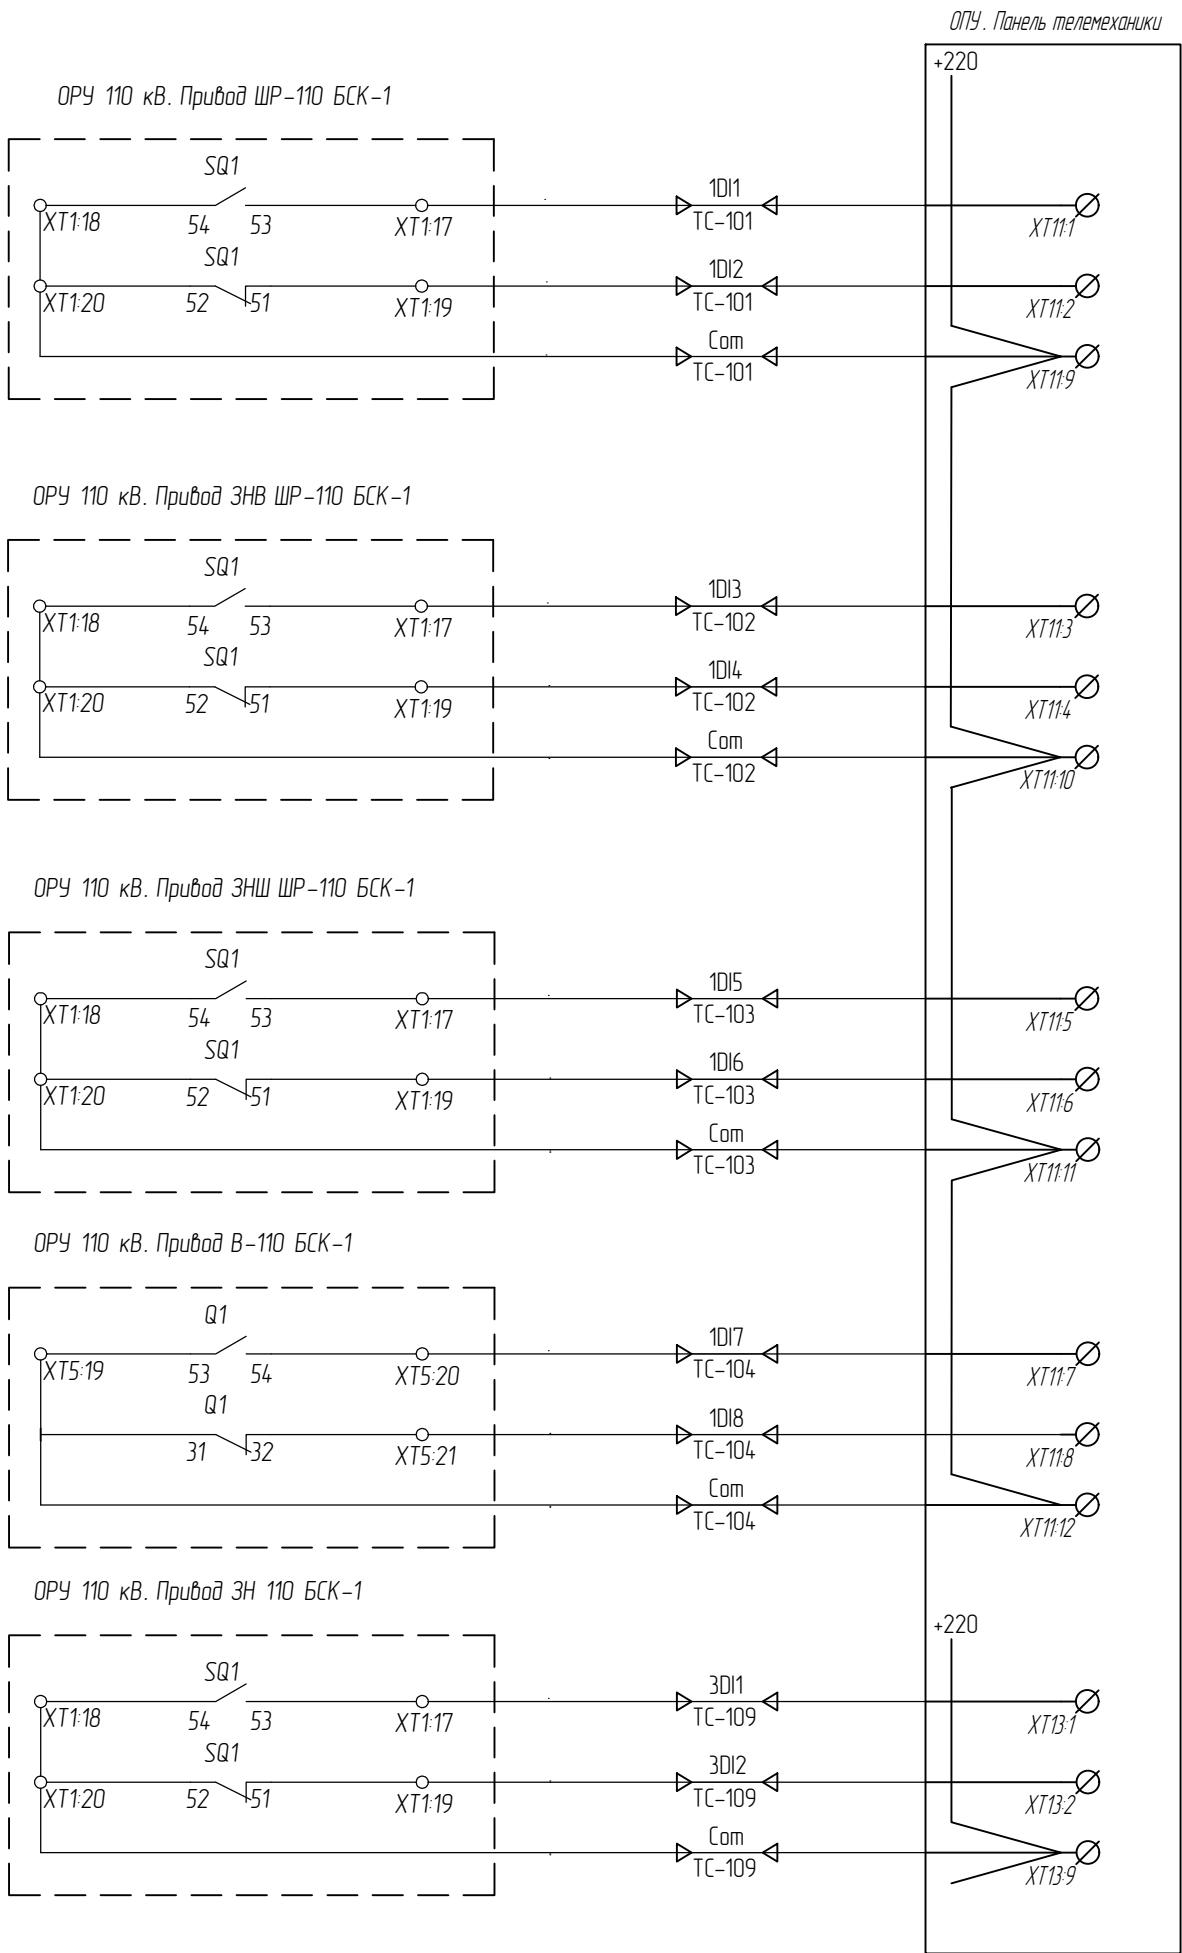 ОПУ. Панель телемеханики
+220
ОРУ 110 кВ. Привод ШР-110 БСК-1
SQ1
1DI1
XT1:18
54
53
XT1:17
TC-101
XT11:1
SQ1
1DI2
XT1:20
52
51
XT1:19
TC-101
XT11:2
Com
TC-101
XT11:9
ОРУ 110 кВ. Привод ЗНВ ШР-110 БСК-1
SQ1
1DI3
XT1:18
54
53
XT1:17
TC-102
XT11:3
SQ1
1DI4
XT1:20
52
51
XT1:19
TC-102
XT11:4
Com
TC-102
XT11:10
ОРУ 110 кВ. Привод ЗНШ ШР-110 БСК-1
SQ1
1DI5
XT1:18
54
53
XT1:17
TC-103
XT11:5
SQ1
1DI6
XT1:20
52
51
XT1:19
TC-103
XT11:6
Com
TC-103
XT11:11
ОРУ 110 кВ. Привод В-110 БСК-1
Q1
1DI7
XT5:19
53
54
XT5:20
TC-104
XT11:7
Q1
1DI8
31
32
XT5:21
TC-104
XT11:8
Com
TC-104
XT11:12
ОРУ 110 кВ. Привод ЗН 110 БСК-1
+220
SQ1
3DI1
XT1:18
54
53
XT1:17
TC-109
XT13:1
SQ1
3DI2
XT1:20
52
51
XT1:19
TC-109
XT13:2
Com
TC-109
XT13:9